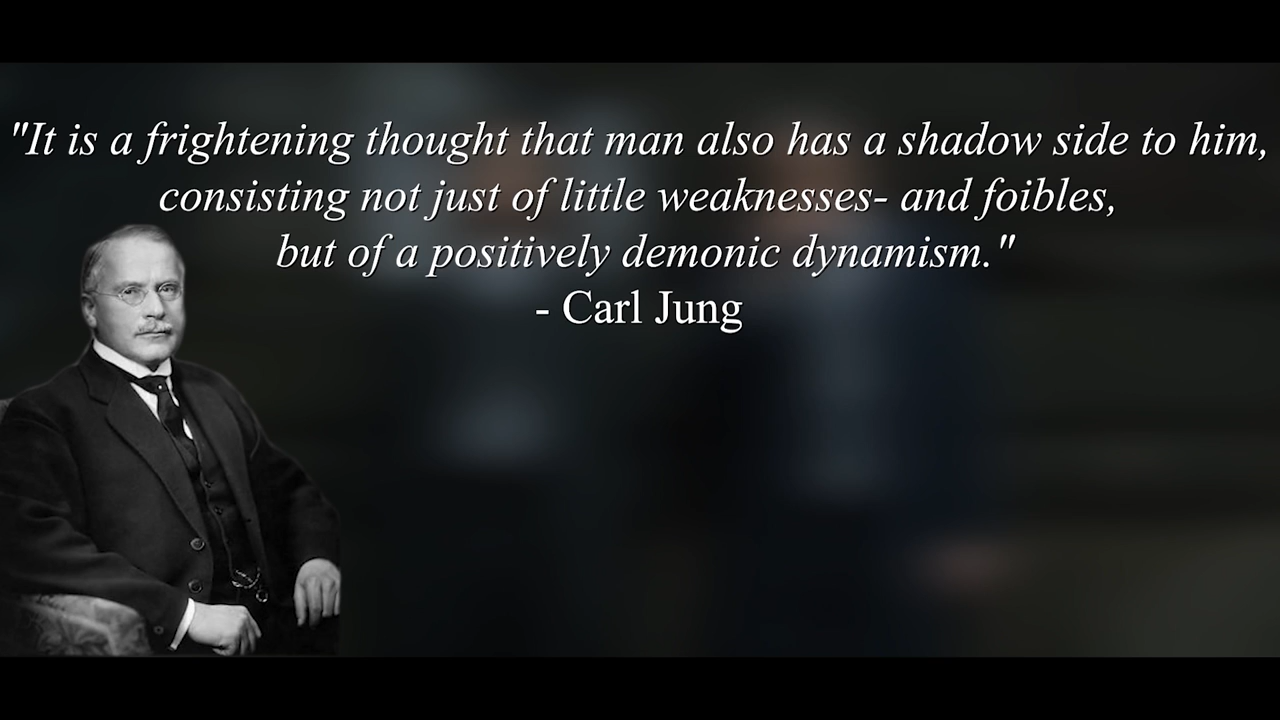 "It is a frightening thought that man also has a shadow side to him,
consisting not just of little weaknesses- and foibles,
but of a positively demonic dynamism."
- Carl Jung